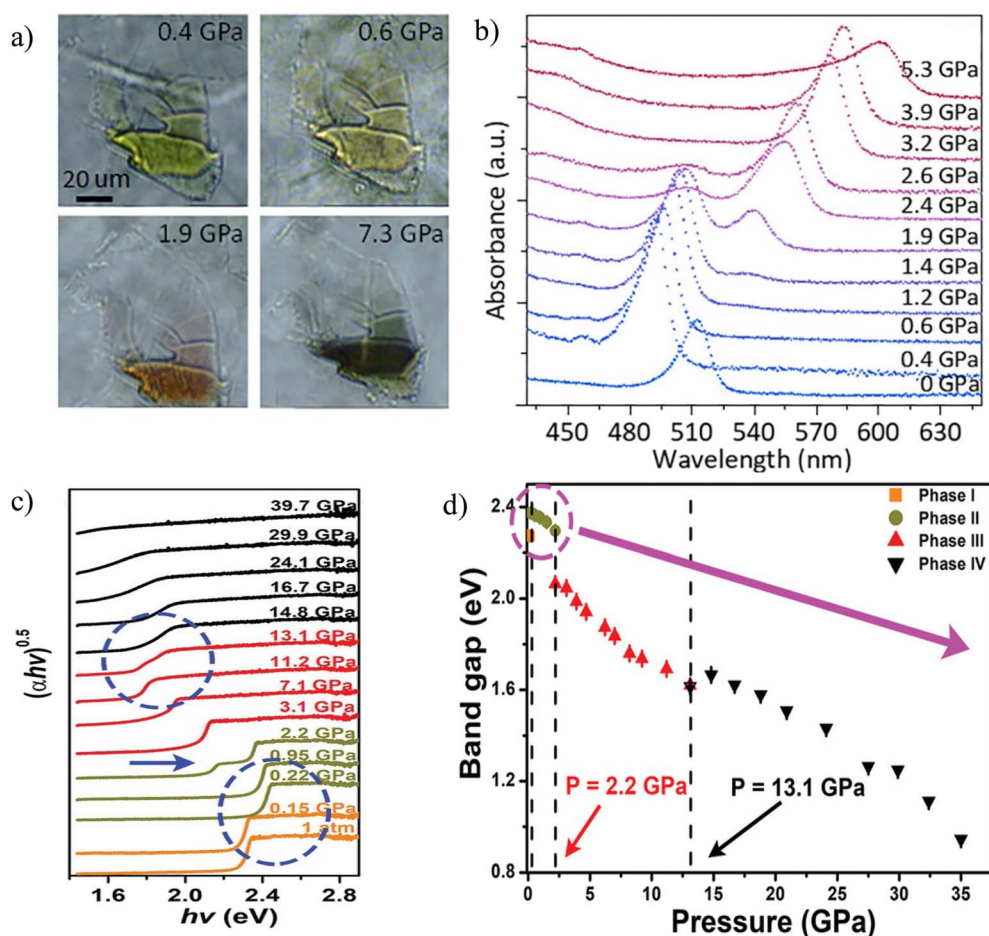 a)
0.4 GPa
0.6 GPa
20 um
1.9 GPa
7.3 GPa
b)
Absorbance (a.u.)
5.3 GPa
3.9 GPa
3.2 GPa
2.6 GPa
2.4 GPa
1.9 GPa
1.4 GPa
1.2 GPa
0.6 GPa
0.4 GPa
0 GPa
450 480 510 540 570 600 630
Wavelength (nm)
c)
(αhν)^0.5
39.7 GPa
29.9 GPa
24.1 GPa
16.7 GPa
14.8 GPa
13.1 GPa
11.2 GPa
7.1 GPa
3.1 GPa
2.2 GPa
0.95 GPa
0.22 GPa
0.15 GPa
1 atm
1.6 2.0 2.4 2.8
hν (eV)
d)
Band gap (eV)
2.4
2.0
1.6
1.2
0.8
Phase I
Phase II
Phase III
Phase IV
P = 2.2 GPa
P = 13.1 GPa
0 5 10 15 20 25 30 35
Pressure (GPa)